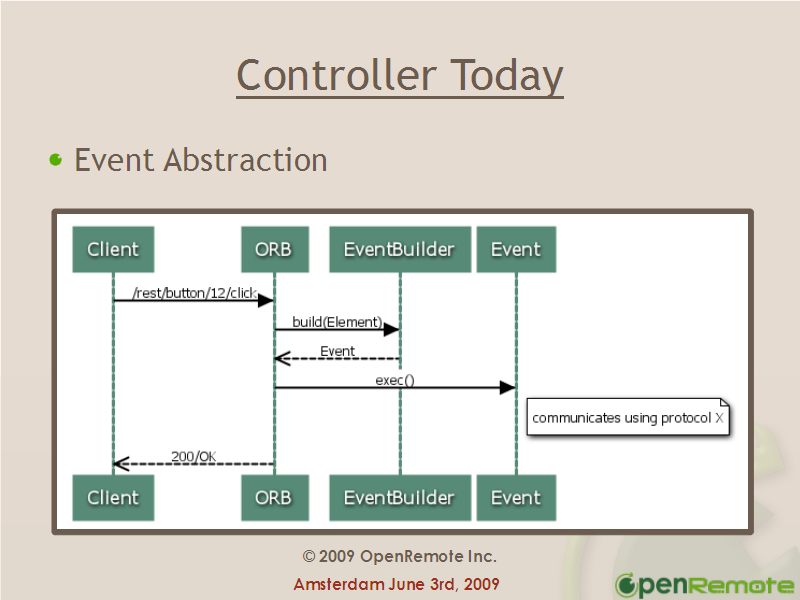 Controller Today
Event Abstraction
Client ORB EventBuilder Event
/rest/button/12/click
build(Element)
Event
exec()
communicates using protocol X
200/OK
Client ORB EventBuilder Event
© 2009 OpenRemote Inc.
Amsterdam June 3rd, 2009
OpenRemote